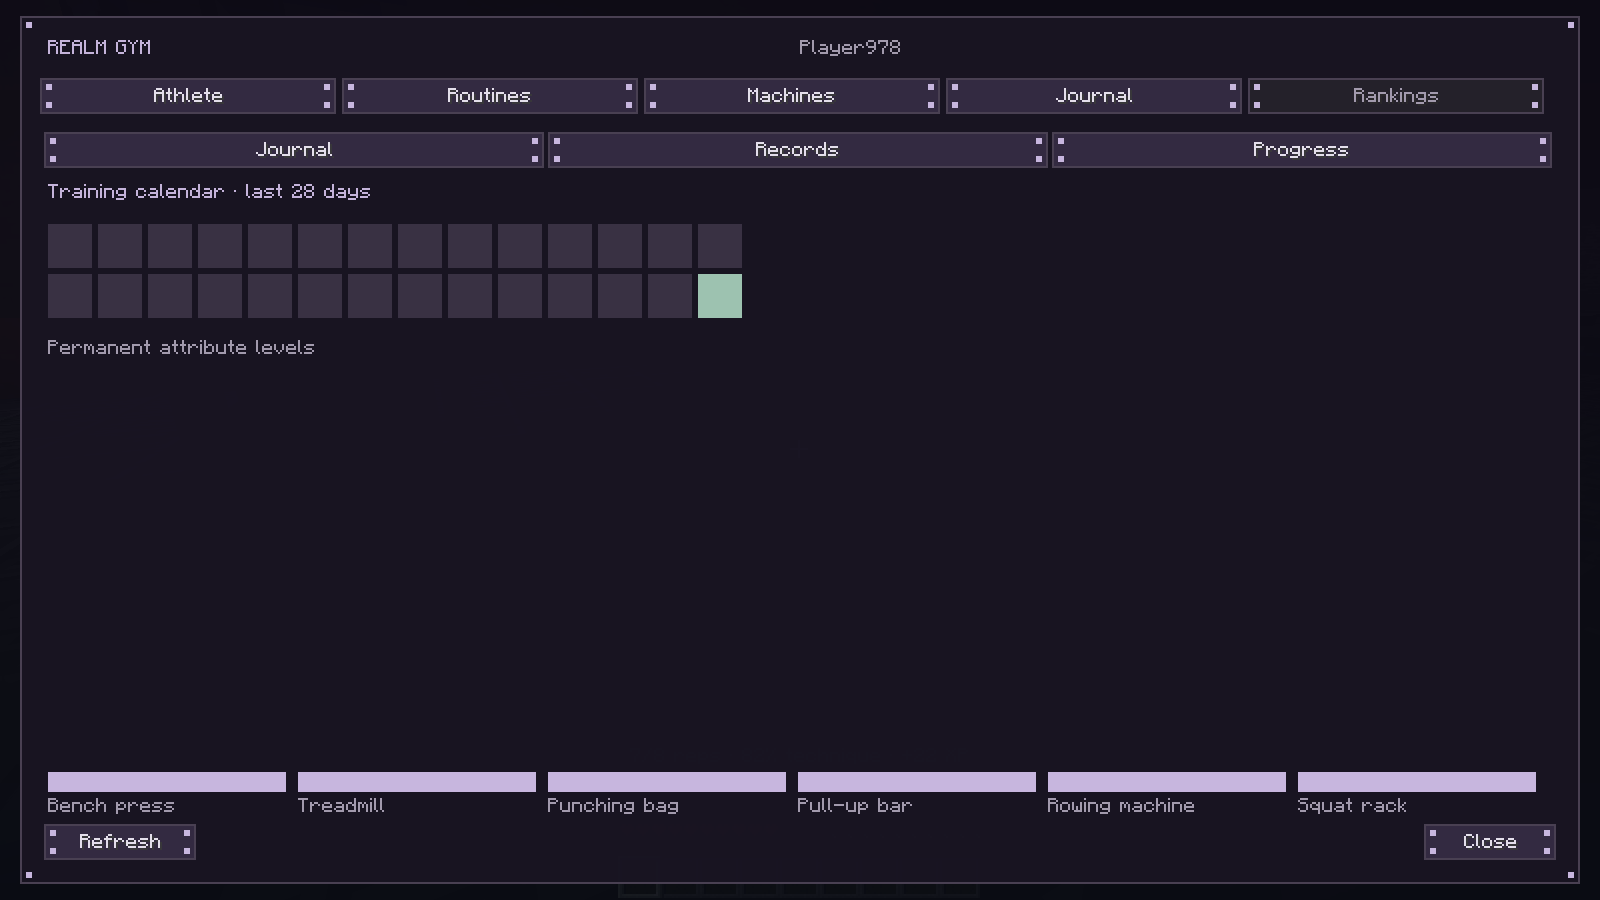 REALM GYM
Player978
Athlete
Routines
Machines
Journal
Rankings
Journal
Records
Progress
Training calendar · last 28 days
Permanent attribute levels
Bench press
Treadmill
Punching bag
Pull-up bar
Rowing machine
Squat rack
Refresh
Close